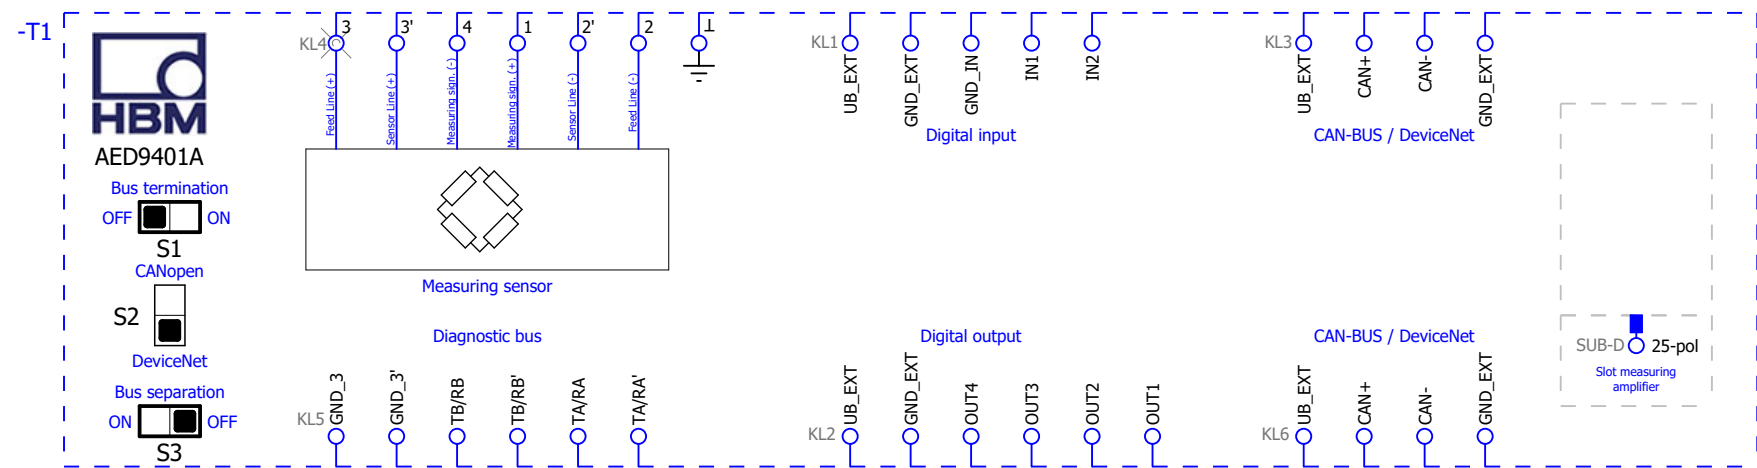 -T1
HBM
AED9401A
Bus termination
OFF ON
S1
CANopen
S2
DeviceNet
Bus separation
ON OFF
S3
KL4 3 3' 4 1 2' 2 ⊥
Feed Line (+)
Sensor Line (+)
Measuring sign. (-)
Measuring sign. (+)
Sensor Line (-)
Feed Line (-)
Measuring sensor
KL1
UB_EXT
GND_EXT
GND_IN
IN1
IN2
Digital input
KL3
UB_EXT
CAN+
CAN-
GND_EXT
CAN-BUS / DeviceNet
Diagnostic bus
KL5
GND_3
GND_3'
TB/RB
TB/RB'
TA/RA
TA/RA'
Digital output
KL2
UB_EXT
GND_EXT
OUT4
OUT3
OUT2
OUT1
CAN-BUS / DeviceNet
KL6
UB_EXT
CAN+
CAN-
GND_EXT
SUB-D 25-pol
Slot measuring
amplifier